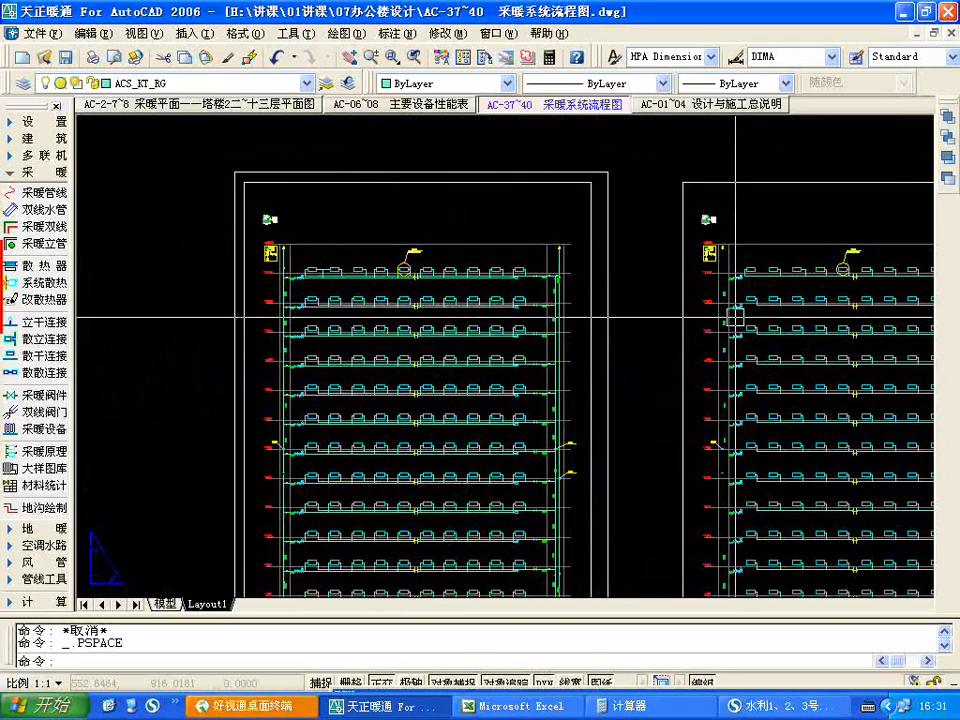 天正暖通 For AutoCAD 2006 - [H:\讲课\01讲课\07办公楼设计\AC-37~40 采暖系统流程图.dwg]
文件(F) 编辑(E) 视图(V) 插入(I) 格式(O) 工具(T) 绘图(D) 标注(N) 修改(M) 窗口(W) 帮助(H)
HPA Dimension DIMA Standard
ACS_KT_RG ByLayer ByLayer ByLayer 随颜色
AC-2-7~8 采暖平面——塔楼二~十三层平面图 AC-06~08 主要设备性能表 AC-37~40 采暖系统流程图 AC-01~04 设计与施工总说明
设 置
建 筑
多 联 机
采 暖
采暖管线
双线水管
采暖双线
采暖立管
散 热 器
系统散热
改散热器
立干连接
散立连接
散干连接
散散连接
采暖阀件
双线阀门
采暖设备
采暖原理
大样图库
材料统计
地沟绘制
地 暖
空调水路
风 管
管线工具
计 算
模型 Layout1
命令: *取消*
命令: _.PSPACE
命令:
比例 1:1 552.6464, 916.0181, 0.0000 捕捉 栅格 正交 极轴 对象捕捉 对象追踪 DYN 线宽 图纸 编组
开始 好视通桌面终端 天正暖通 For ... Microsoft Excel 计算器 水利1、2、3号... 16:31